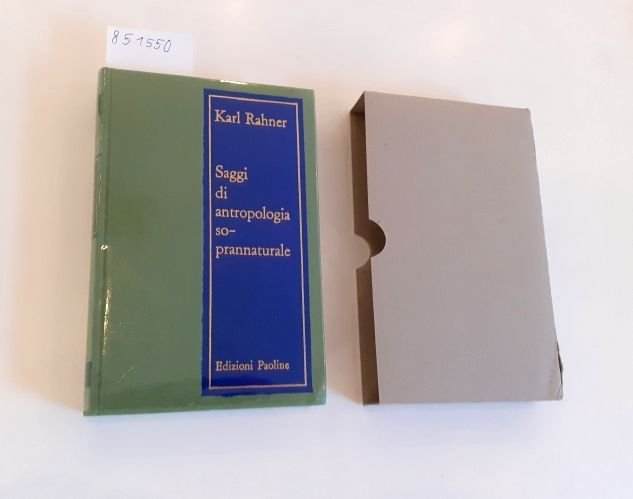 851550
Karl Rahner
Saggi
di
antropologia
so-
prannaturale
Edizioni Paoline